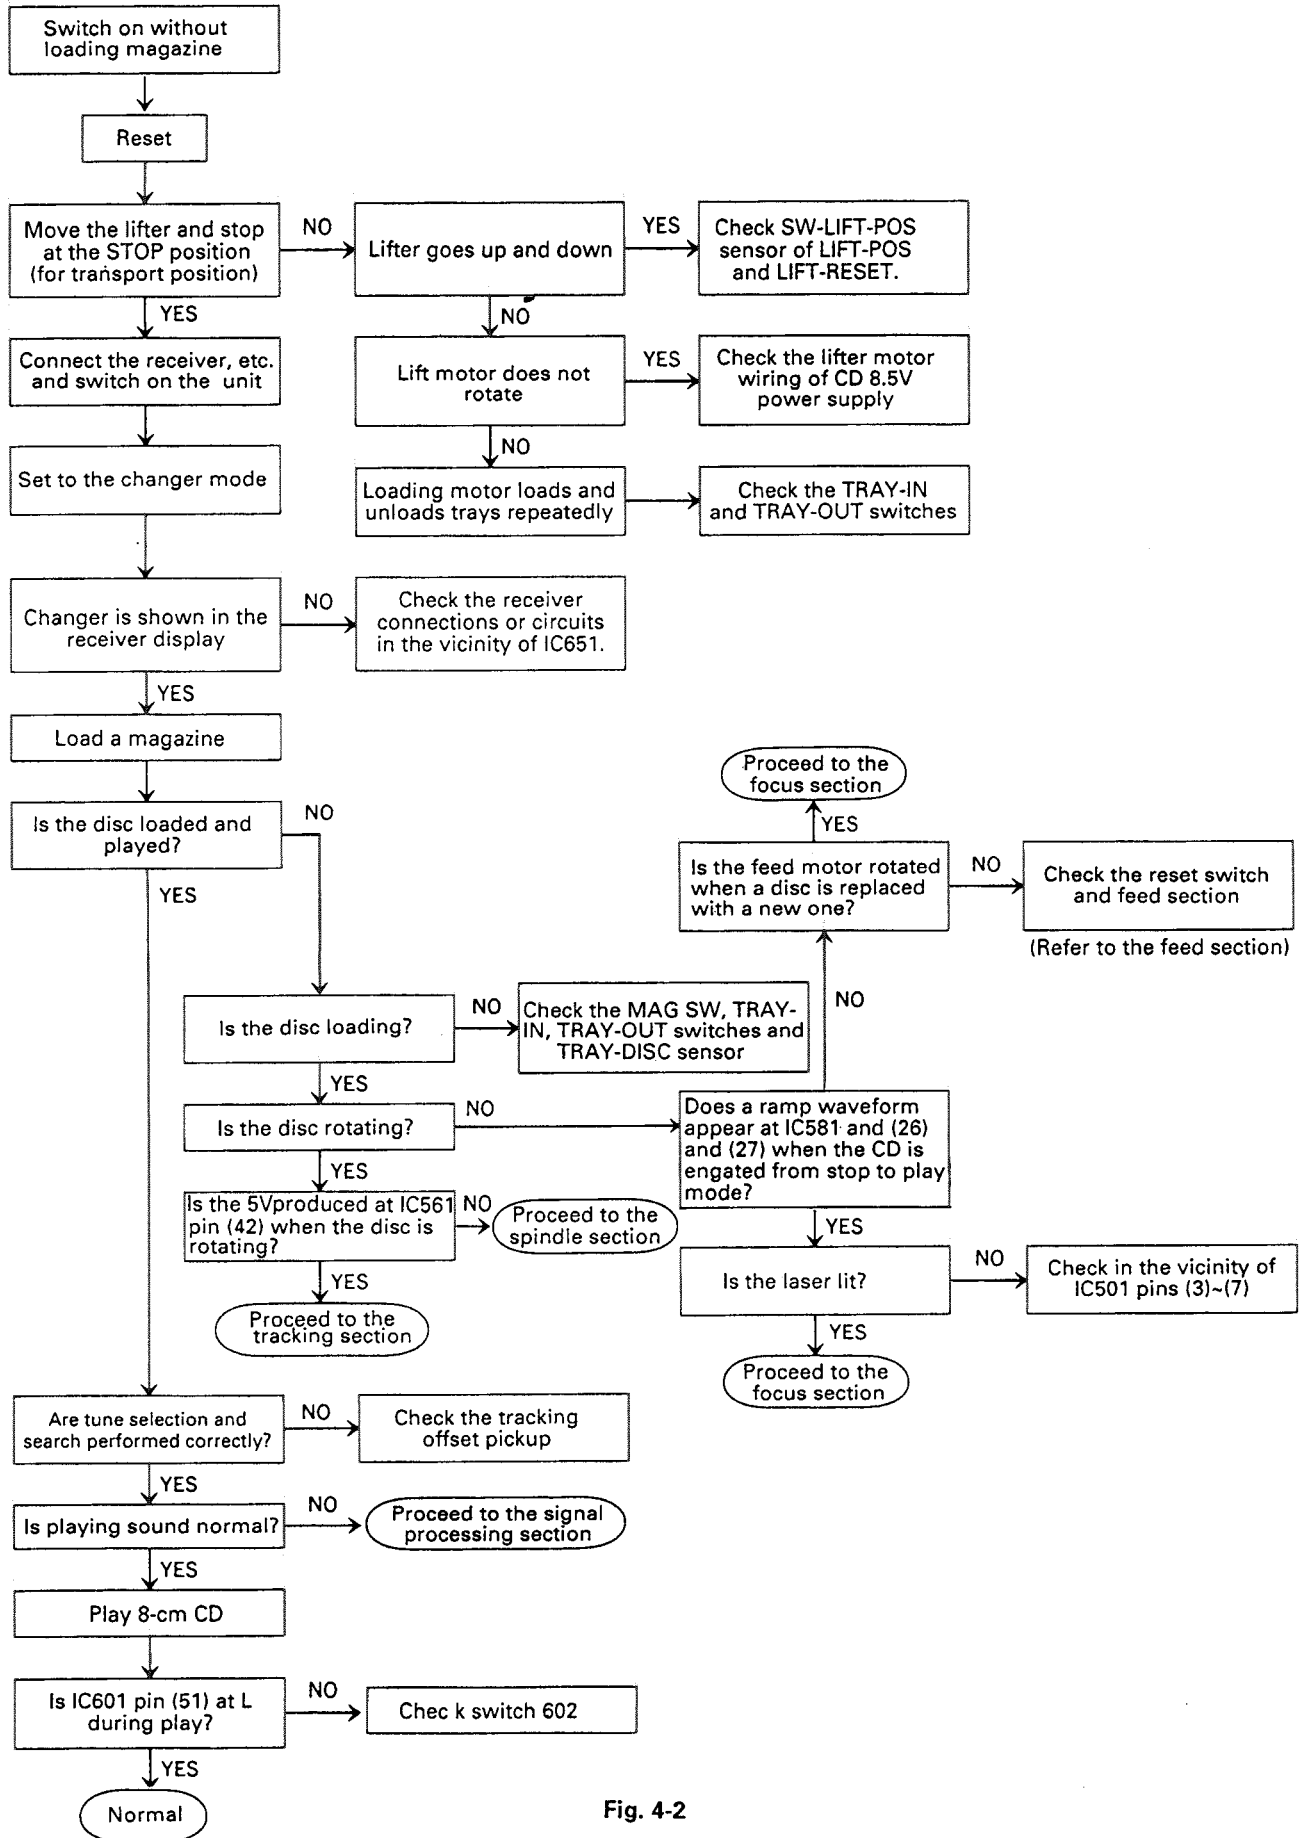 Switch on without
loading magazine
Reset
Move the lifter and stop
at the STOP position
(for transport position)
NO
Lifter goes up and down
YES
Check SW-LIFT-POS
sensor of LIFT-POS
and LIFT-RESET.
YES
NO
Connect the receiver, etc.
and switch on the unit
Lift motor does not
rotate
YES
Check the lifter motor
wiring of CD 8.5V
power supply
NO
Set to the changer mode
Loading motor loads and
unloads trays repeatedly
Check the TRAY-IN
and TRAY-OUT switches
Changer is shown in the
receiver display
NO
Check the receiver
connections or circuits
in the vicinity of IC651.
YES
Load a magazine
Is the disc loaded and
played?
NO
YES
Proceed to the
focus section
YES
Is the feed motor rotated
when a disc is replaced
with a new one?
NO
Check the reset switch
and feed section
(Refer to the feed section)
NO
Is the disc loading?
NO
Check the MAG SW, TRAY-
IN, TRAY-OUT switches and
TRAY-DISC sensor
YES
Is the disc rotating?
NO
Does a ramp waveform
appear at IC581 and (26)
and (27) when the CD is
engated from stop to play
mode?
YES
Is the 5Vproduced at IC561
pin (42) when the disc is
rotating?
NO
Proceed to the
spindle section
YES
YES
Is the laser lit?
NO
Check in the vicinity of
IC501 pins (3)~(7)
Proceed to the
tracking section
YES
Proceed to the
focus section
Are tune selection and
search performed correctly?
NO
Check the tracking
offset pickup
YES
Is playing sound normal?
NO
Proceed to the signal
processing section
YES
Play 8-cm CD
Is IC601 pin (51) at L
during play?
NO
Chec k switch 602
YES
Normal
Fig. 4-2